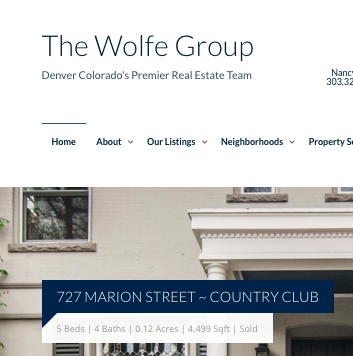 The Wolfe Group
Denver Colorado's Premier Real Estate Team
Nancy
303.32
Home About Our Listings Neighborhoods Property S
727 MARION STREET ~ COUNTRY CLUB
5 Beds | 4 Baths | 0.12 Acres | 4,499 Sqft | Sold